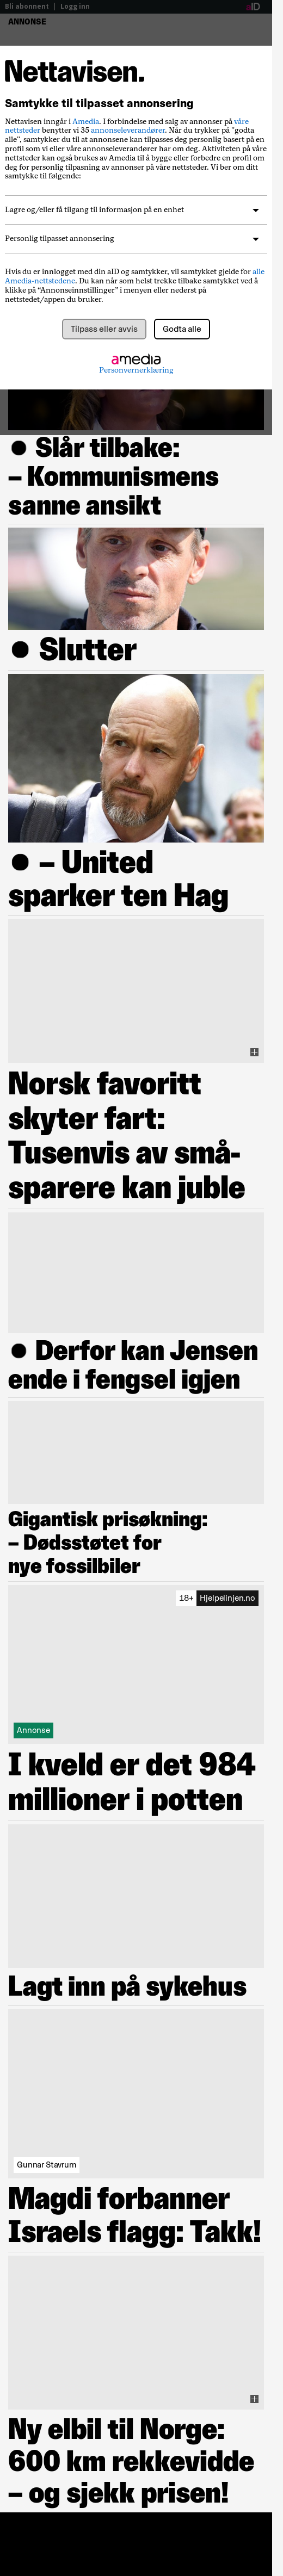 Bli abonnent | Logg inn
aID
ANNONSE
Nettavisen.
Samtykke til tilpasset annonsering
Nettavisen inngår i Amedia. I forbindelse med salg av annonser på våre
nettsteder benytter vi 35 annonseleverandører. Når du trykker på "godta
alle", samtykker du til at annonsene kan tilpasses deg personlig basert på en
profil som vi eller våre annonseleverandører har om deg. Aktiviteten på våre
nettsteder kan også brukes av Amedia til å bygge eller forbedre en profil om
deg for personlig tilpasning av annonser på våre nettsteder. Vi ber om ditt
samtykke til følgende:
Lagre og/eller få tilgang til informasjon på en enhet
Personlig tilpasset annonsering
Hvis du er innlogget med din aID og samtykker, vil samtykket gjelde for alle
Amedia-nettstedene. Du kan når som helst trekke tilbake samtykket ved å
klikke på “Annonseinnstillinger” i menyen eller nederst på
nettstedet/appen du bruker.
Tilpass eller avvis
Godta alle
amedia
Personvernerklæring
● Slår tilbake:
– Kommunismens
sanne ansikt
● Slutter
● – United
sparker ten Hag
Norsk favoritt
skyter fart:
Tusenvis av små-
sparere kan juble
● Derfor kan Jensen
ende i fengsel igjen
Gigantisk prisøkning:
– Dødsstøtet for
nye fossilbiler
18+ Hjelpelinjen.no
Annonse
I kveld er det 984
millioner i potten
Lagt inn på sykehus
Gunnar Stavrum
Magdi forbanner
Israels flagg: Takk!
Ny elbil til Norge:
600 km rekkevidde
– og sjekk prisen!